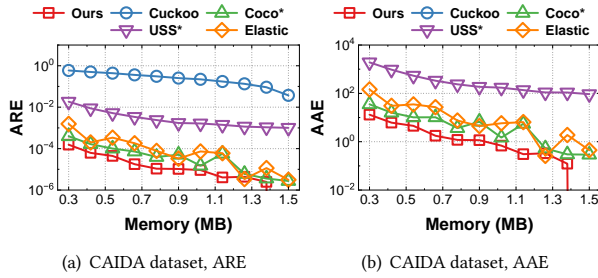 Ours Cuckoo Coco*
USS* Elastic
ARE
10^0
10^-2
10^-4
10^-6
0.3 0.5 0.7 0.9 1.1 1.3 1.5
Memory (MB)
(a) CAIDA dataset, ARE
Ours Cuckoo Coco*
USS* Elastic
AAE
10^4
10^2
10^0
10^-2
0.3 0.5 0.7 0.9 1.1 1.3 1.5
Memory (MB)
(b) CAIDA dataset, AAE